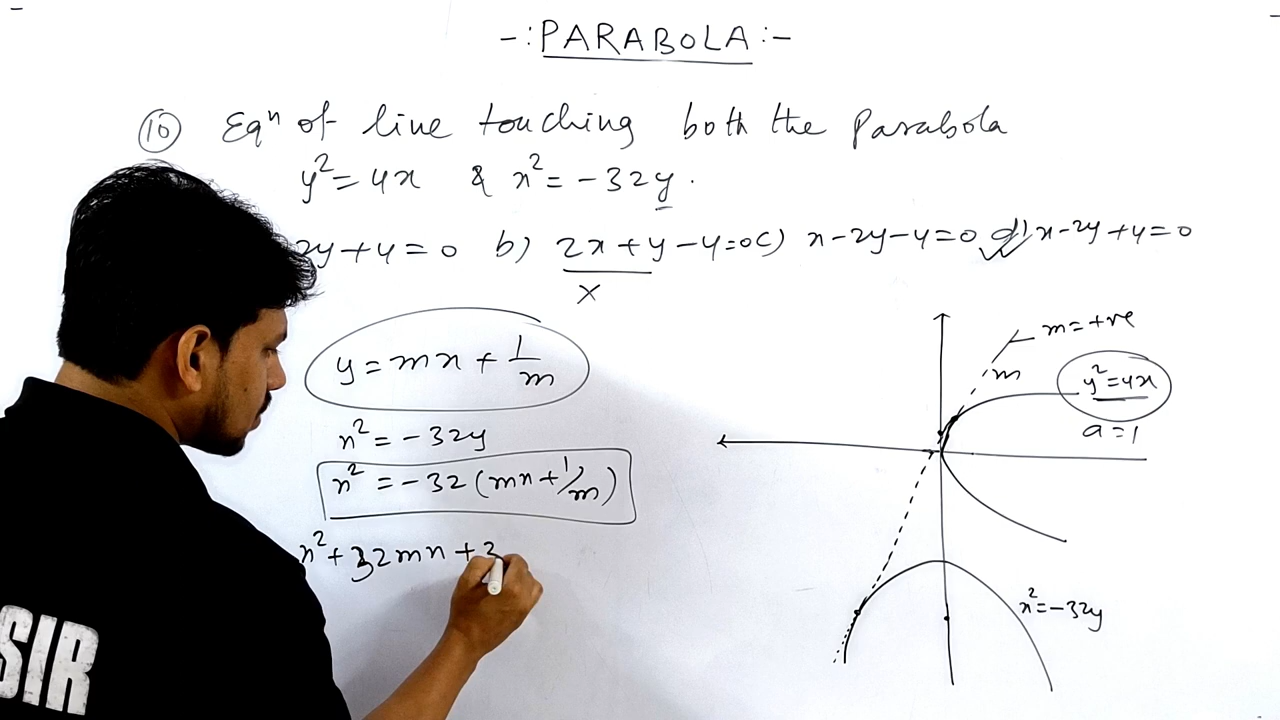 -: PARABOLA :-
10 Eqⁿ of line touching both the Parabola
y² = 4x & x² = -32y.
2y+4=0 b) 2x+y-4=0 c) x-2y-4=0 d) x-2y+4=0
x
y = mx + 1/m
x² = -32y
x² = -32(mx + 1/m)
x² + 32mx + 3
m = +ve
m
y² = 4x
a = 1
x² = -32y
SIR